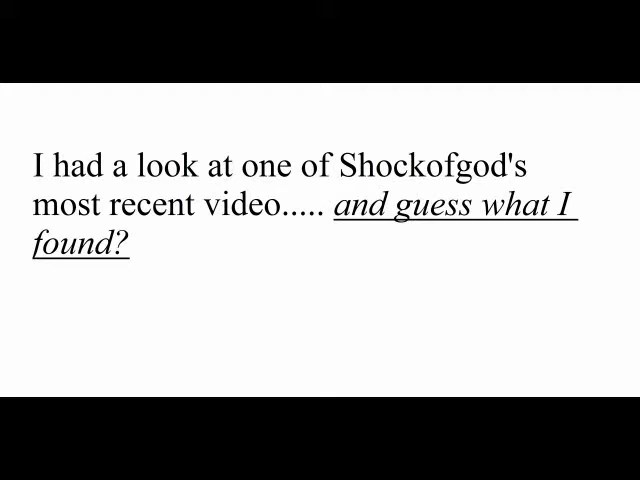 I had a look at one of Shockofgod's
most recent video..... and guess what I
found?